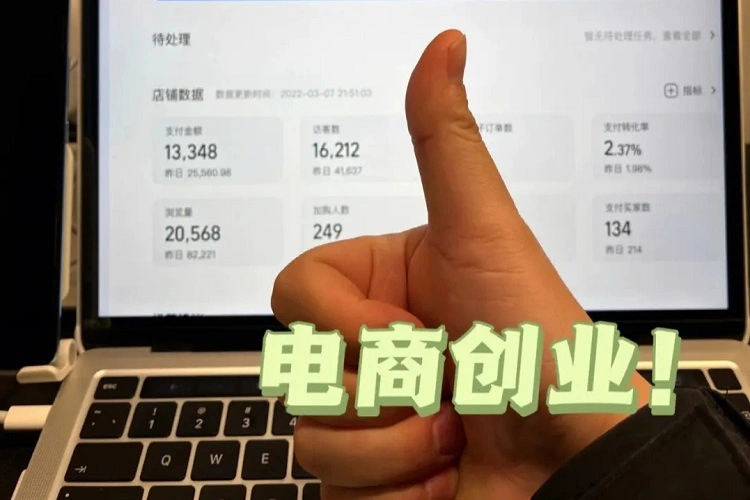 待处理 暂无待处理任务, 查看全部
店铺数据 数据更新时间: 2022-03-07 21:51:03 指标
支付金额 访客数 子订单数 支付转化率
13,348 16,212 2.37%
昨日 25,560.98 昨日 41,637 昨日 1.98%
浏览量 加购人数 支付买家数
20,568 249 134
昨日 82,221 昨日 214
电商创业!
esc
! 1 @ 2 # 3
Q W E